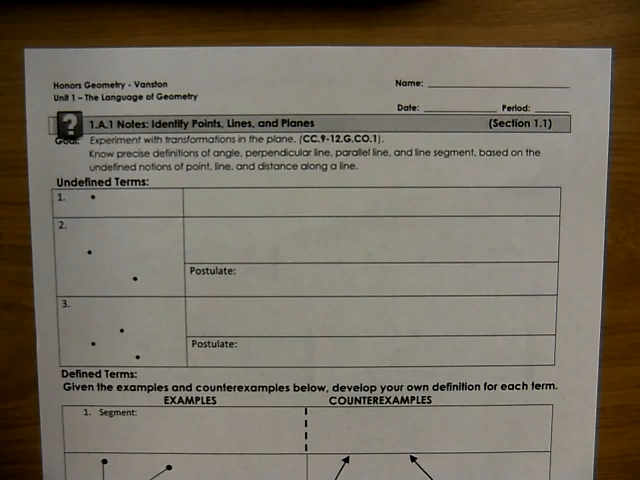 Honors Geometry - Vanston
Name:
Unit 1 – The Language of Geometry
Date: Period:
? 1.A.1 Notes: Identify Points, Lines, and Planes (Section 1.1)
Goal: Experiment with transformations in the plane. (CC.9-12.G.CO.1).
Know precise definitions of angle, perpendicular line, parallel line, and line segment, based on the
undefined notions of point, line, and distance along a line.
Undefined Terms:
1.
2.
Postulate:
3.
Postulate:
Defined Terms:
Given the examples and counterexamples below, develop your own definition for each term.
EXAMPLES COUNTEREXAMPLES
1. Segment: